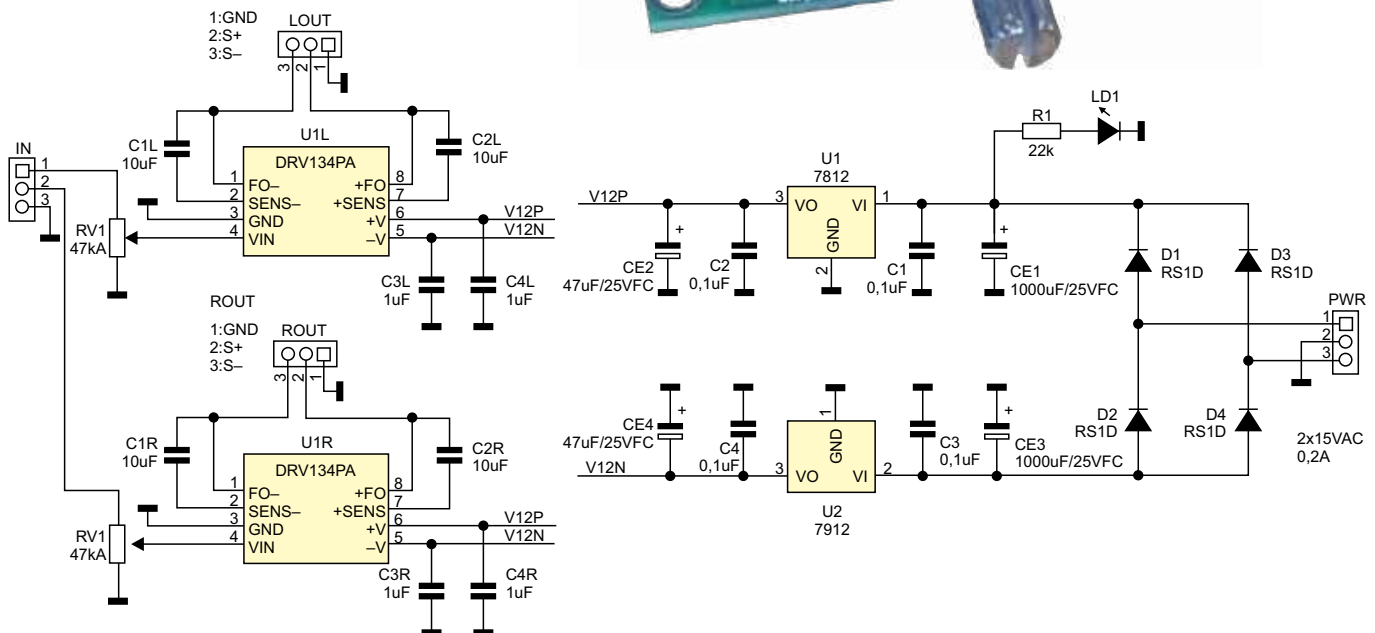 1:GND
2:S+
3:S–
LOUT
3 2 1
C1L
10uF
U1L
DRV134PA
C2L
10uF
1 FO–
2 SENS–
3 GND
4 VIN
+FO 8
+SENS 7
+V 6
–V 5
V12P
V12N
IN
1
2
3
RV1
47kA
C3L
1uF
C4L
1uF
ROUT
1:GND
2:S+
3:S–
ROUT
3 2 1
C1R
10uF
U1R
DRV134PA
C2R
10uF
1 FO–
2 SENS–
3 GND
4 VIN
+FO 8
+SENS 7
+V 6
–V 5
V12P
V12N
RV1
47kA
C3R
1uF
C4R
1uF
LD1
R1
22k
U1
7812
V12P
3 VO VI 1
GND
2
CE2
47uF/25VFC
+
C2
0,1uF
C1
0,1uF
+
CE1
1000uF/25VFC
D1
RS1D
D3
RS1D
PWR
1
2
3
CE4
47uF/25VFC
+
C4
0,1uF
1
GND
3 VO VI 2
V12N
U2
7912
C3
0,1uF
+
CE3
1000uF/25VFC
D2
RS1D
D4
RS1D
2x15VAC
0,2A